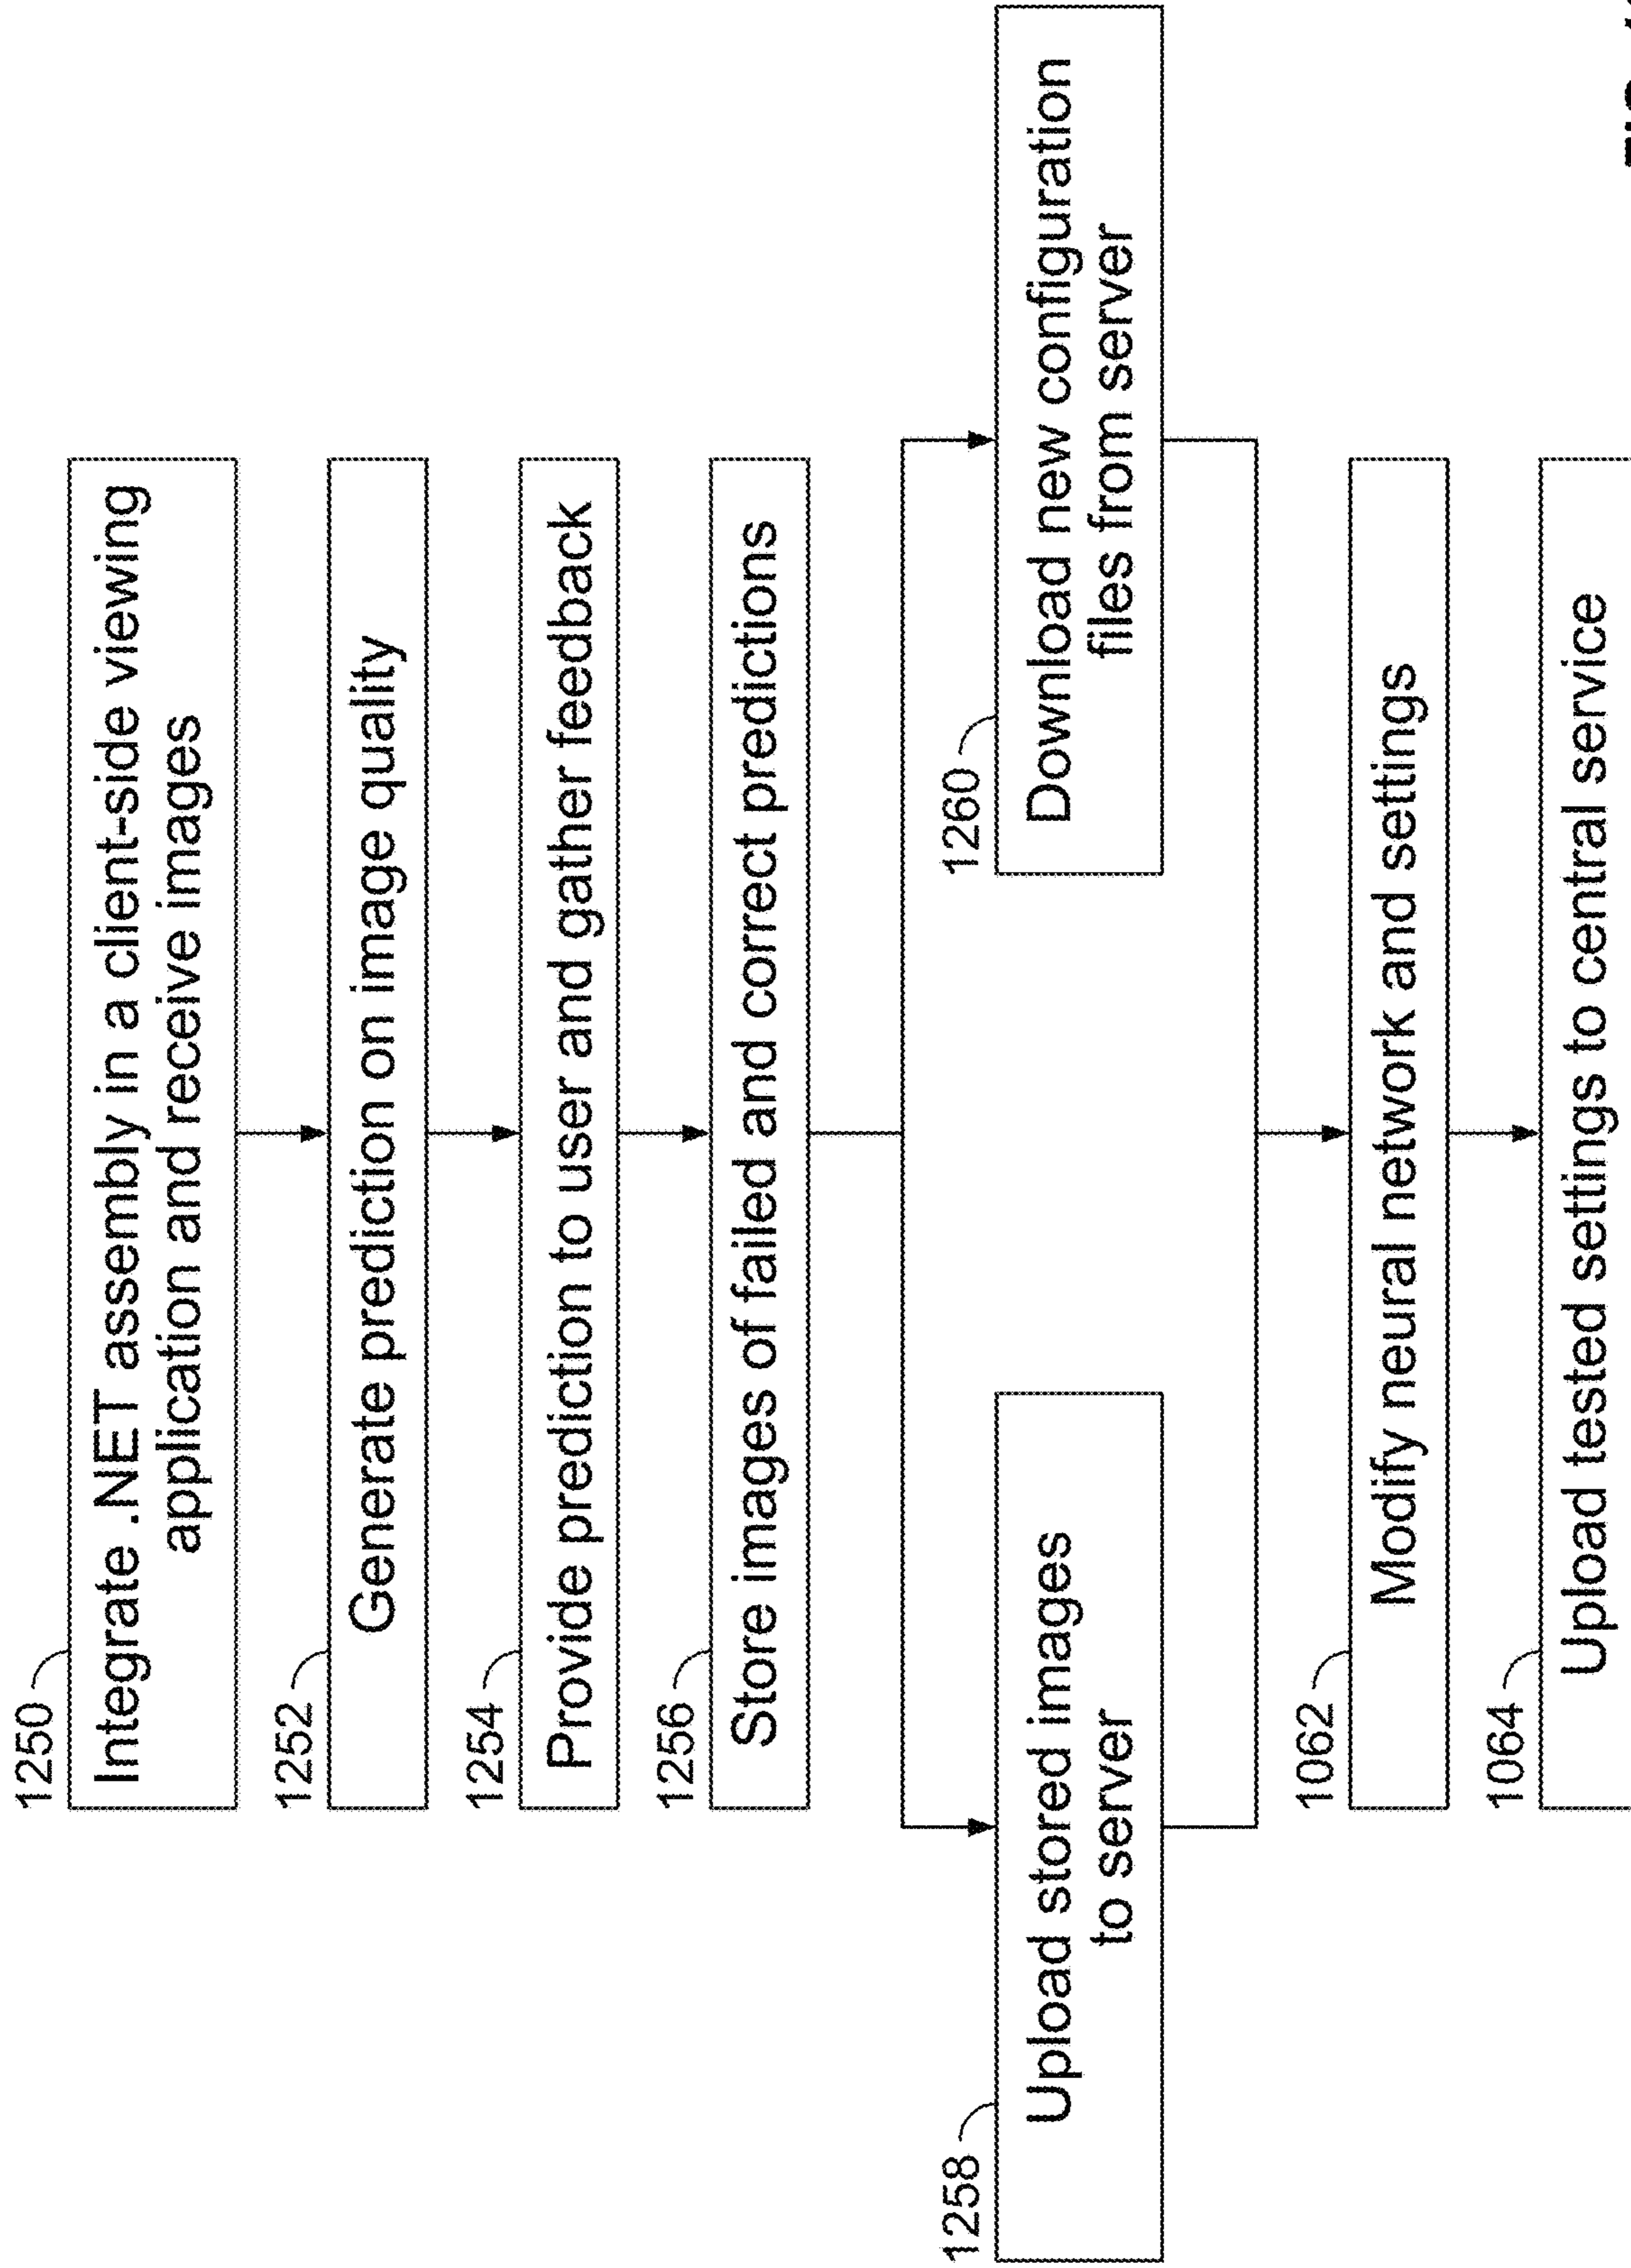 1250
Integrate .NET assembly in a client-side viewing
application and receive images
1252
Generate prediction on image quality
1254
Provide prediction to user and gather feedback
1256
Store images of failed and correct predictions
1258
Upload stored images
to server
1260
Download new configuration
files from server
1062
Modify neural network and settings
1064
Upload tested settings to central service